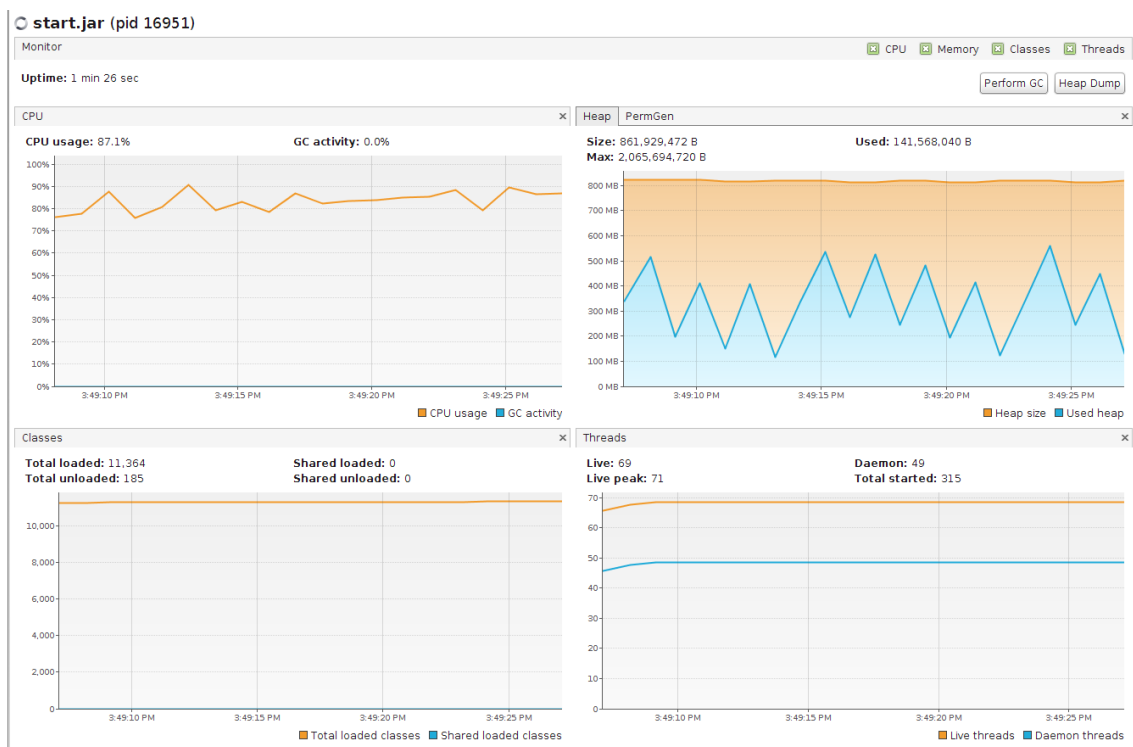 start.jar (pid 16951)
Monitor
CPU Memory Classes Threads
Uptime: 1 min 26 sec
Perform GC Heap Dump
CPU
CPU usage: 87.1% GC activity: 0.0%
100%
90%
80%
70%
60%
50%
40%
30%
20%
10%
0%
3:49:10 PM 3:49:15 PM 3:49:20 PM 3:49:25 PM
CPU usage GC activity
Heap PermGen
Size: 861,929,472 B Used: 141,568,040 B
Max: 2,065,694,720 B
800 MB
700 MB
600 MB
500 MB
400 MB
300 MB
200 MB
100 MB
0 MB
3:49:10 PM 3:49:15 PM 3:49:20 PM 3:49:25 PM
Heap size Used heap
Classes
Total loaded: 11,364 Shared loaded: 0
Total unloaded: 185 Shared unloaded: 0
10,000
8,000
6,000
4,000
2,000
0
3:49:10 PM 3:49:15 PM 3:49:20 PM 3:49:25 PM
Total loaded classes Shared loaded classes
Threads
Live: 69 Daemon: 49
Live peak: 71 Total started: 315
70
60
50
40
30
20
10
0
3:49:10 PM 3:49:15 PM 3:49:20 PM 3:49:25 PM
Live threads Daemon threads